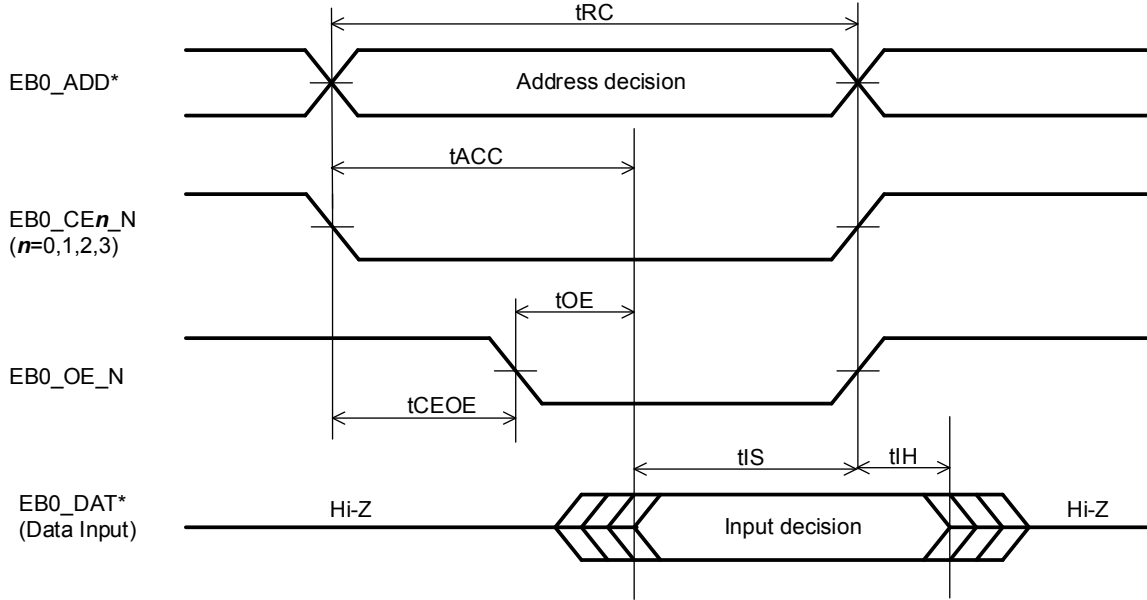 tRC
EB0_ADD*
Address decision
tACC
EB0_CEn_N
(n=0,1,2,3)
tOE
EB0_OE_N
tCEOE
tIS
tIH
EB0_DAT*
(Data Input)
Hi-Z
Input decision
Hi-Z